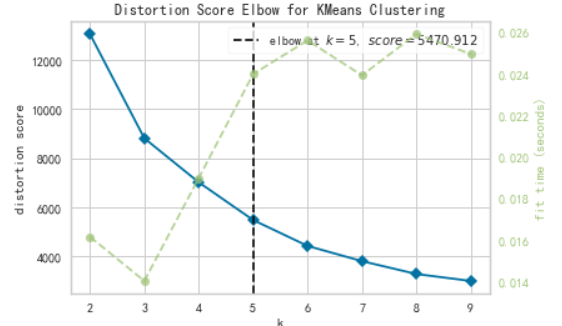 Distortion Score Elbow for KMeans Clustering
elbow at k = 5, score = 5470.912
distortion score
12000
10000
8000
6000
4000
0.026
0.024
0.022
0.020
0.018
0.016
0.014
fit time (seconds)
2 3 4 5 6 7 8 9
k